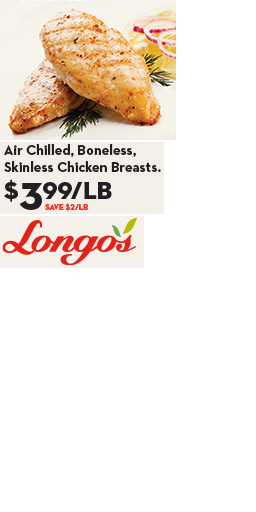 Air Chilled, Boneless,
Skinless Chicken Breasts.
$3.99/LB
SAVE $2/LB
Longo's